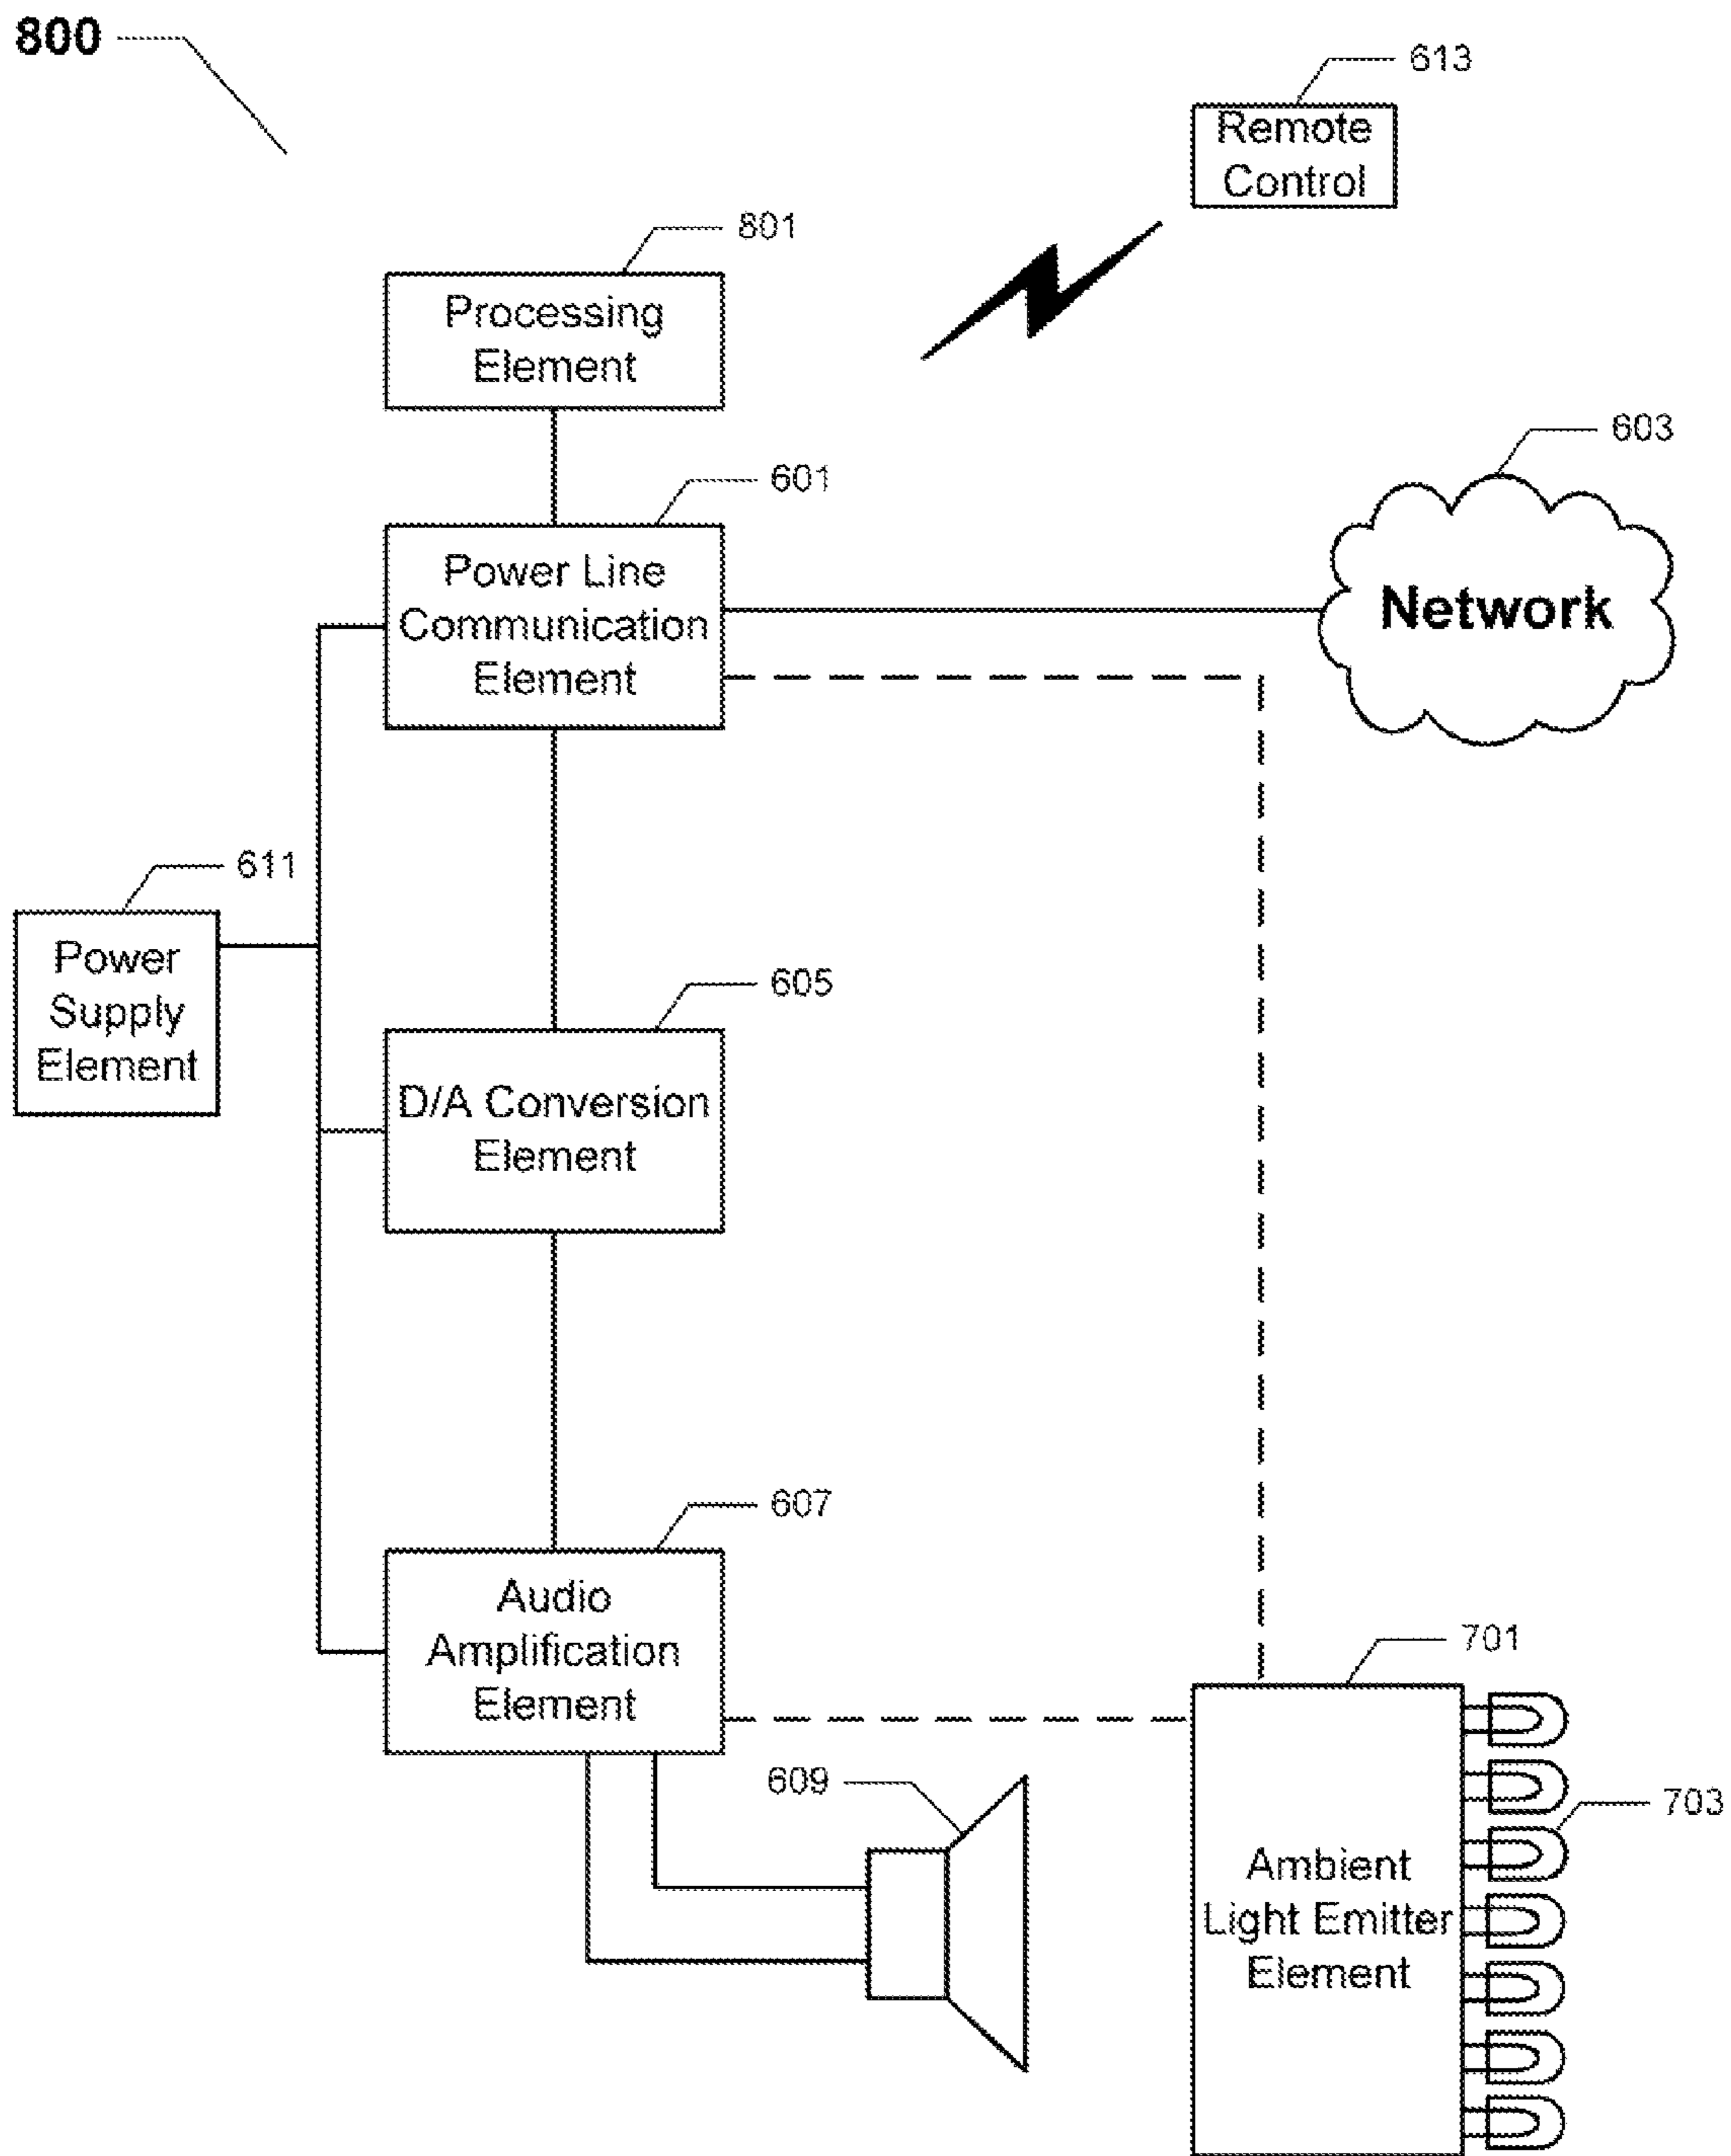 800
613
Remote
Control
801
Processing
Element
603
601
Power Line
Communication
Element
Network
611
Power
Supply
Element
605
D/A Conversion
Element
607
Audio
Amplification
Element
701
609
703
Ambient
Light Emitter
Element